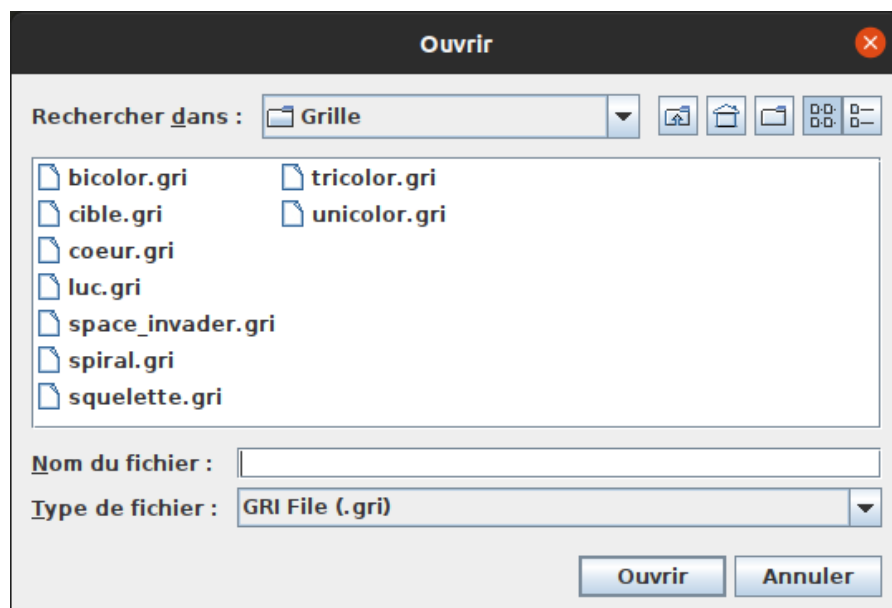 Ouvrir
Rechercher dans : Grille
bicolor.gri
cible.gri
coeur.gri
luc.gri
space_invader.gri
spiral.gri
squelette.gri
tricolor.gri
unicolor.gri
Nom du fichier :
Type de fichier : GRI File (.gri)
Ouvrir Annuler